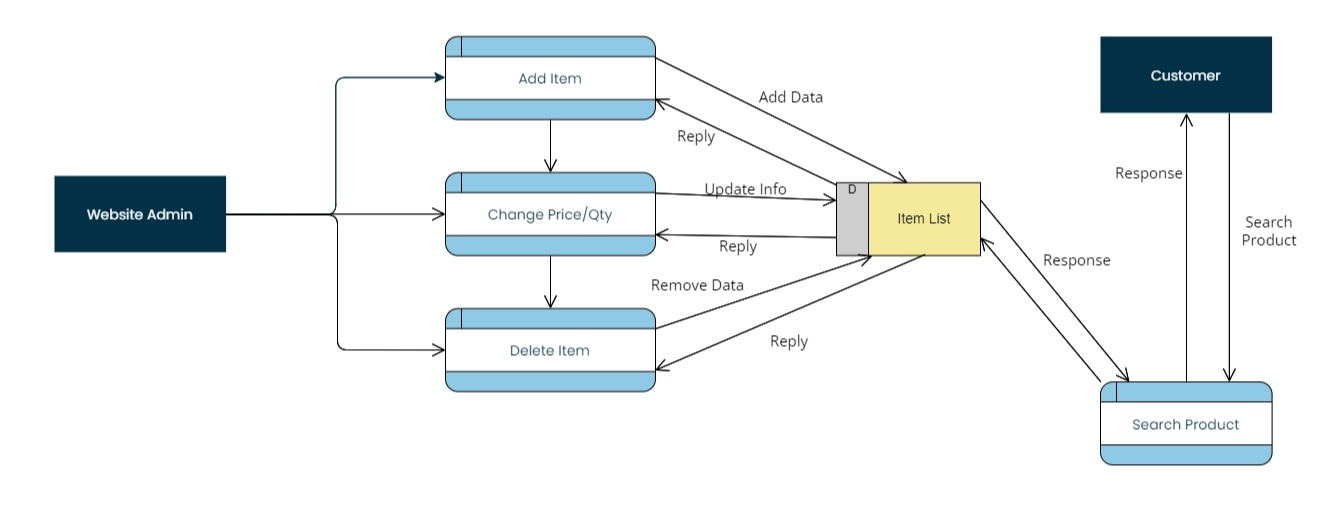 Add Item
Customer
Add Data
Reply
Response
D
Update Info
Website Admin
Change Price/Qty
Item List
Search
Product
Reply
Response
Remove Data
Reply
Delete Item
Search Product